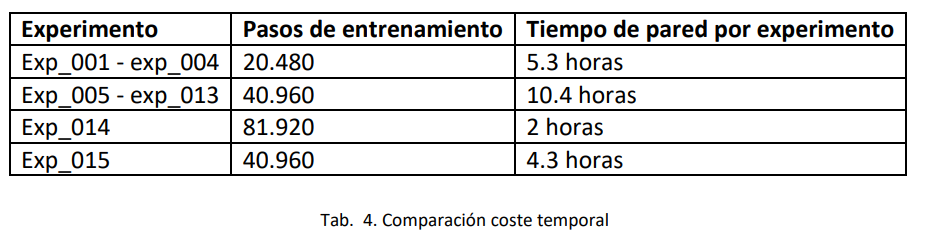 Experimento Pasos de entrenamiento Tiempo de pared por experimento
Exp_001 - exp_004 20.480 5.3 horas
Exp_005 - exp_013 40.960 10.4 horas
Exp_014 81.920 2 horas
Exp_015 40.960 4.3 horas
Tab. 4. Comparación coste temporal